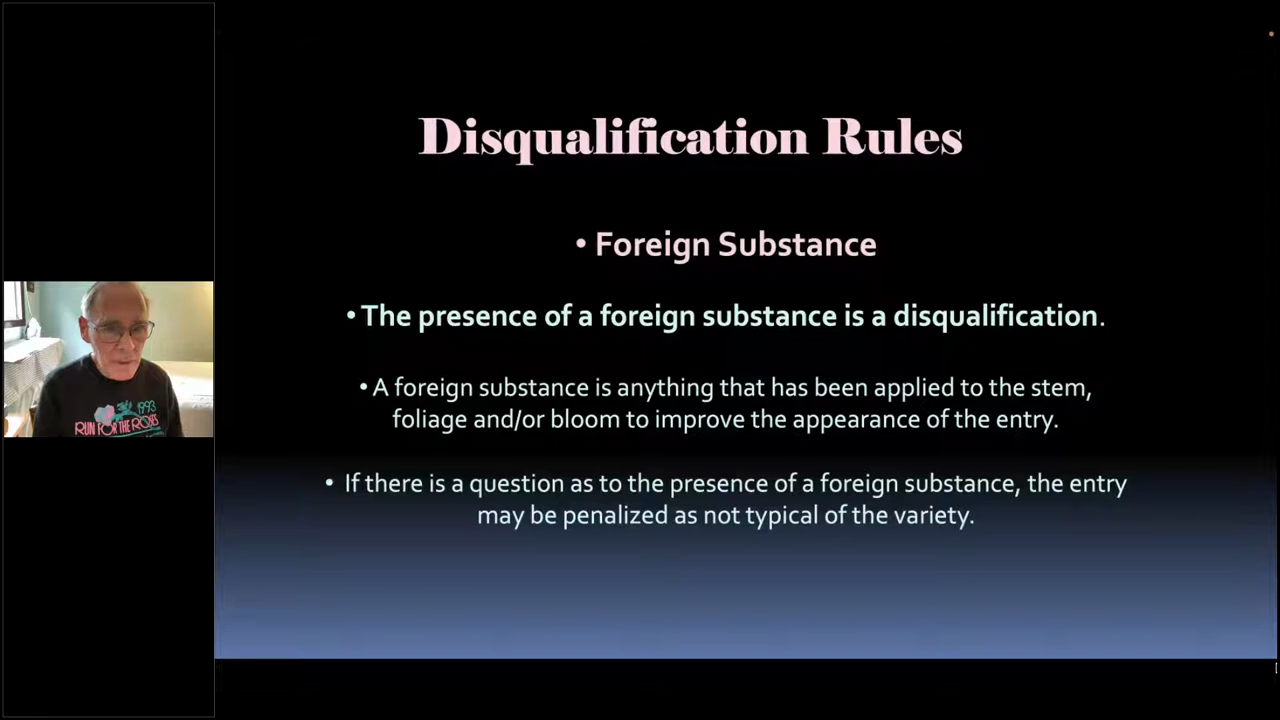 Disqualification Rules
• Foreign Substance
• The presence of a foreign substance is a disqualification.
• A foreign substance is anything that has been applied to the stem,
foliage and/or bloom to improve the appearance of the entry.
• If there is a question as to the presence of a foreign substance, the entry
may be penalized as not typical of the variety.
1993
RUN FOR THE ROSES